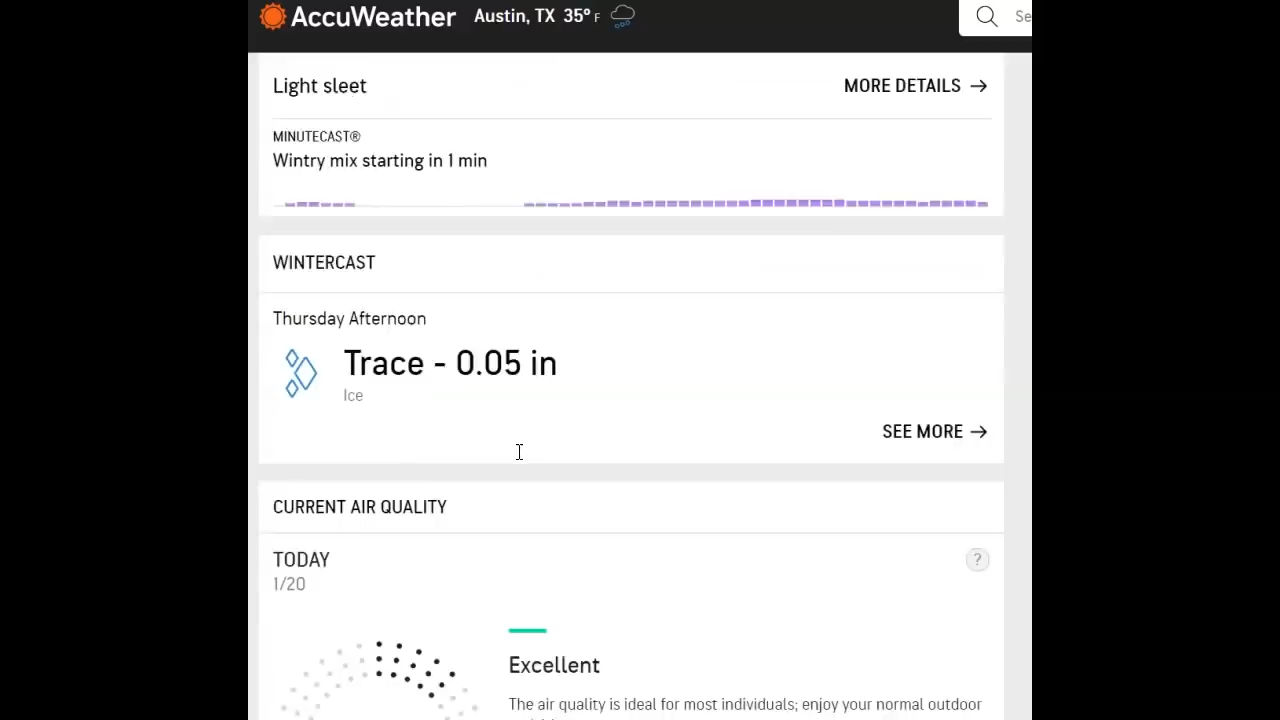 AccuWeather Austin, TX 35° F
Se
Light sleet MORE DETAILS →
MINUTECAST®
Wintry mix starting in 1 min
WINTERCAST
Thursday Afternoon
Trace - 0.05 in
Ice
SEE MORE →
CURRENT AIR QUALITY
TODAY ?
1/20
Excellent
The air quality is ideal for most individuals; enjoy your normal outdoor